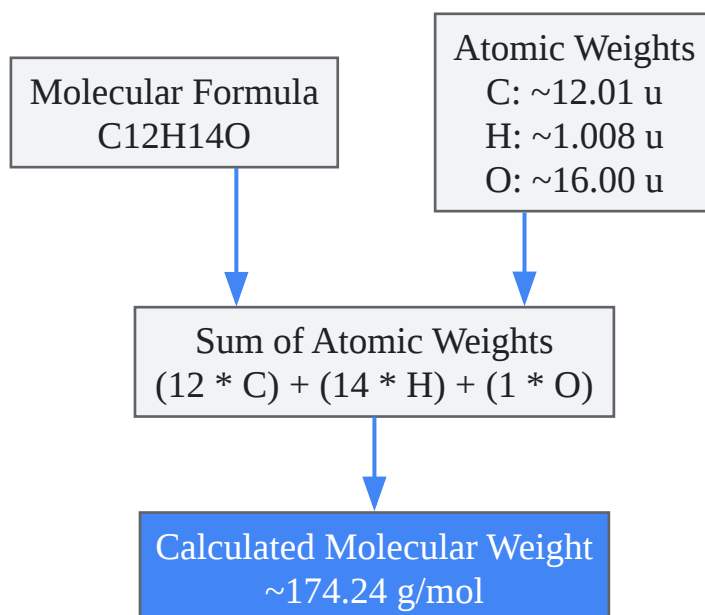 Molecular Formula
C12H14O
Atomic Weights
C: ~12.01 u
H: ~1.008 u
O: ~16.00 u
Sum of Atomic Weights
(12 * C) + (14 * H) + (1 * O)
Calculated Molecular Weight
~174.24 g/mol